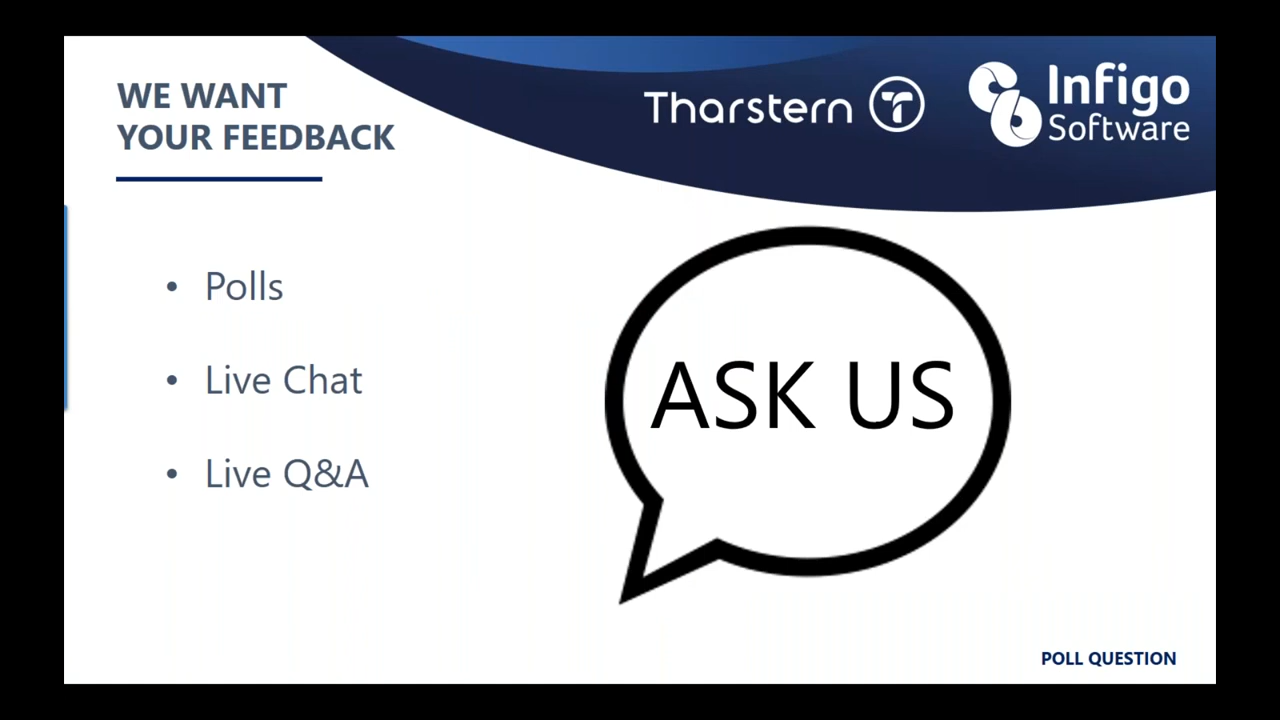 WE WANT
YOUR FEEDBACK
Tharstern
Infigo
Software
• Polls
• Live Chat
• Live Q&A
ASK US
POLL QUESTION